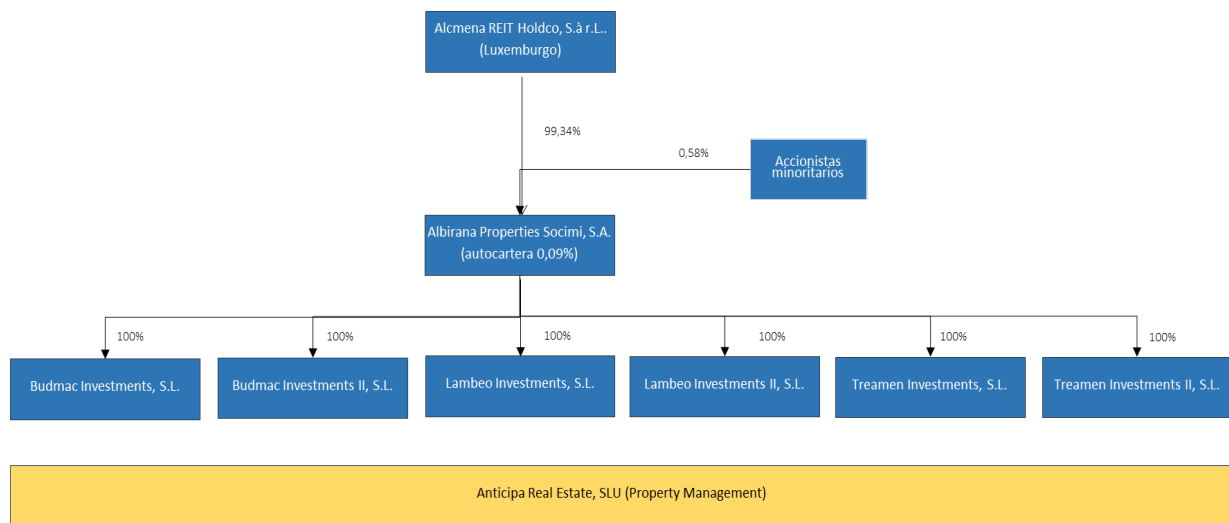 Alcmena REIT Holdco, S.à r.L..
(Luxemburgo)
99,34%
0,58%
Accionistas
minoritarios
Albirana Properties Socimi, S.A.
(autocartera 0,09%)
100%
100%
100%
100%
100%
100%
Budmac Investments, S.L.
Budmac Investments II, S.L.
Lambeo Investments, S.L.
Lambeo Investments II, S.L.
Treamen Investments, S.L.
Treamen Investments II, S.L.
Anticipa Real Estate, SLU (Property Management)